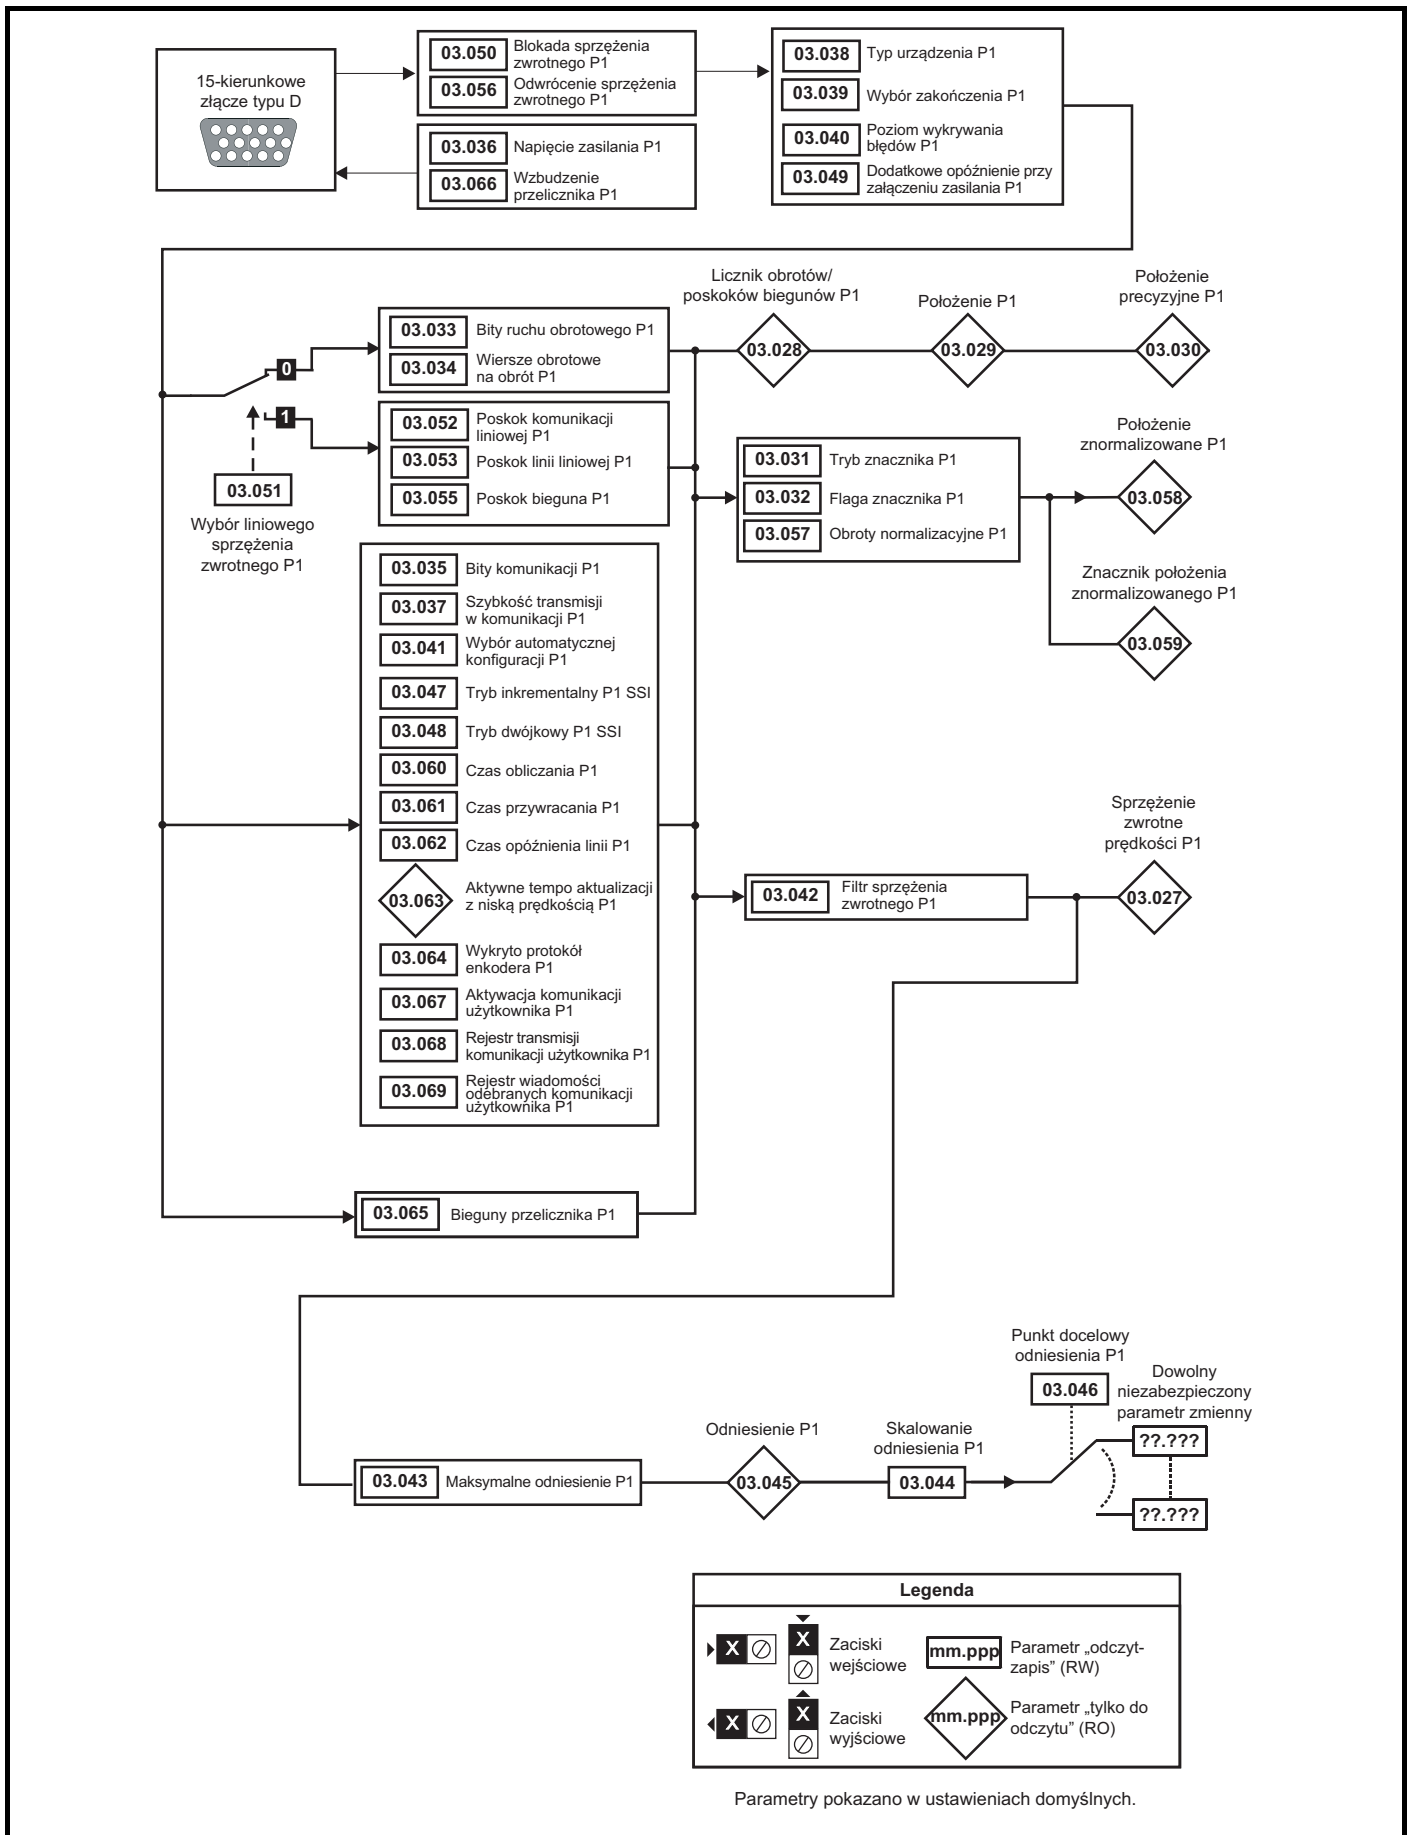 15-kierunkowe
złącze typu D
03.050
Blokada sprzężenia
zwrotnego P1
03.056
Odwrócenie sprzężenia
zwrotnego P1
03.036
Napięcie zasilania P1
03.066
Wzbudzenie
przelicznika P1
03.038
Typ urządzenia P1
03.039
Wybór zakończenia P1
03.040
Poziom wykrywania
błędów P1
03.049
Dodatkowe opóźnienie przy
załączeniu zasilania P1
0
1
03.051
Wybór liniowego
sprzężenia
zwrotnego P1
03.033
Bity ruchu obrotowego P1
03.034
Wiersze obrotowe
na obrót P1
03.052
Poskok komunikacji
liniowej P1
03.053
Poskok linii liniowej P1
03.055
Poskok bieguna P1
Licznik obrotów/
poskoków biegunów P1
03.028
Położenie P1
03.029
Położenie
precyzyjne P1
03.030
03.031
Tryb znacznika P1
03.032
Flaga znacznika P1
03.057
Obroty normalizacyjne P1
Położenie
znormalizowane P1
03.058
Znacznik położenia
znormalizowanego P1
03.059
03.035
Bity komunikacji P1
03.037
Szybkość transmisji
w komunikacji P1
03.041
Wybór automatycznej
konfiguracji P1
03.047
Tryb inkrementalny P1 SSI
03.048
Tryb dwójkowy P1 SSI
03.060
Czas obliczania P1
03.061
Czas przywracania P1
03.062
Czas opóźnienia linii P1
03.063
Aktywne tempo aktualizacji
z niską prędkością P1
03.064
Wykryto protokół
enkodera P1
03.067
Aktywacja komunikacji
użytkownika P1
03.068
Rejestr transmisji
komunikacji użytkownika P1
03.069
Rejestr wiadomości
odebranych komunikacji
użytkownika P1
03.042
Filtr sprzężenia
zwrotnego P1
Sprzężenie
zwrotne
prędkości P1
03.027
03.065
Bieguny przelicznika P1
03.043
Maksymalne odniesienie P1
Odniesienie P1
03.045
Skalowanie
odniesienia P1
03.044
Punkt docelowy
odniesienia P1
03.046
Dowolny
niezabezpieczony
parametr zmienny
??.???
??.???
Legenda
X
X
Zaciski
wejściowe
mm.ppp
Parametr „odczyt-
zapis” (RW)
X
X
Zaciski
wyjściowe
mm.ppp
Parametr „tylko do
odczytu” (RO)
Parametry pokazano w ustawieniach domyślnych.